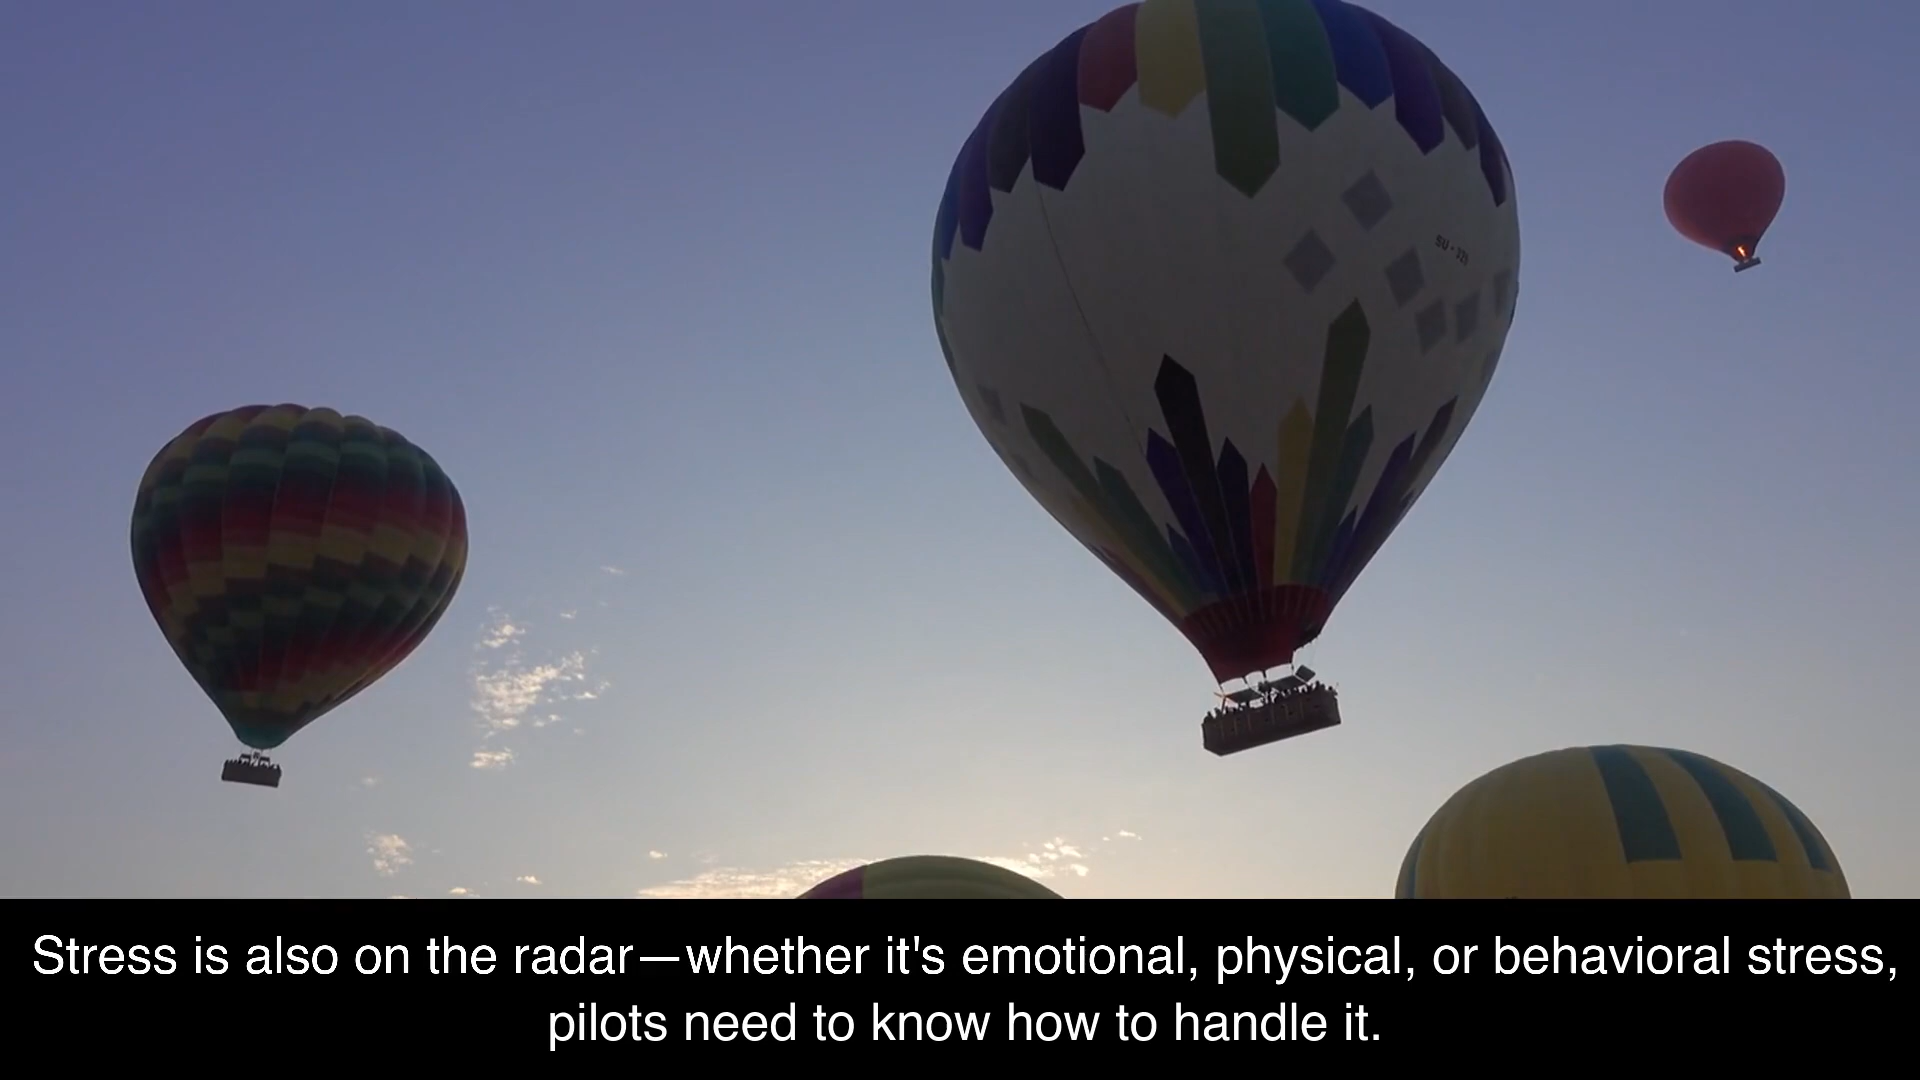 Stress is also on the radar—whether it's emotional, physical, or behavioral stress,
pilots need to know how to handle it.